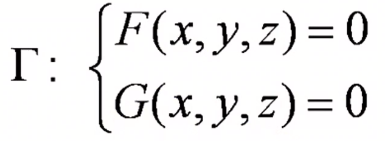 Γ: { F(x, y, z) = 0
G(x, y, z) = 0